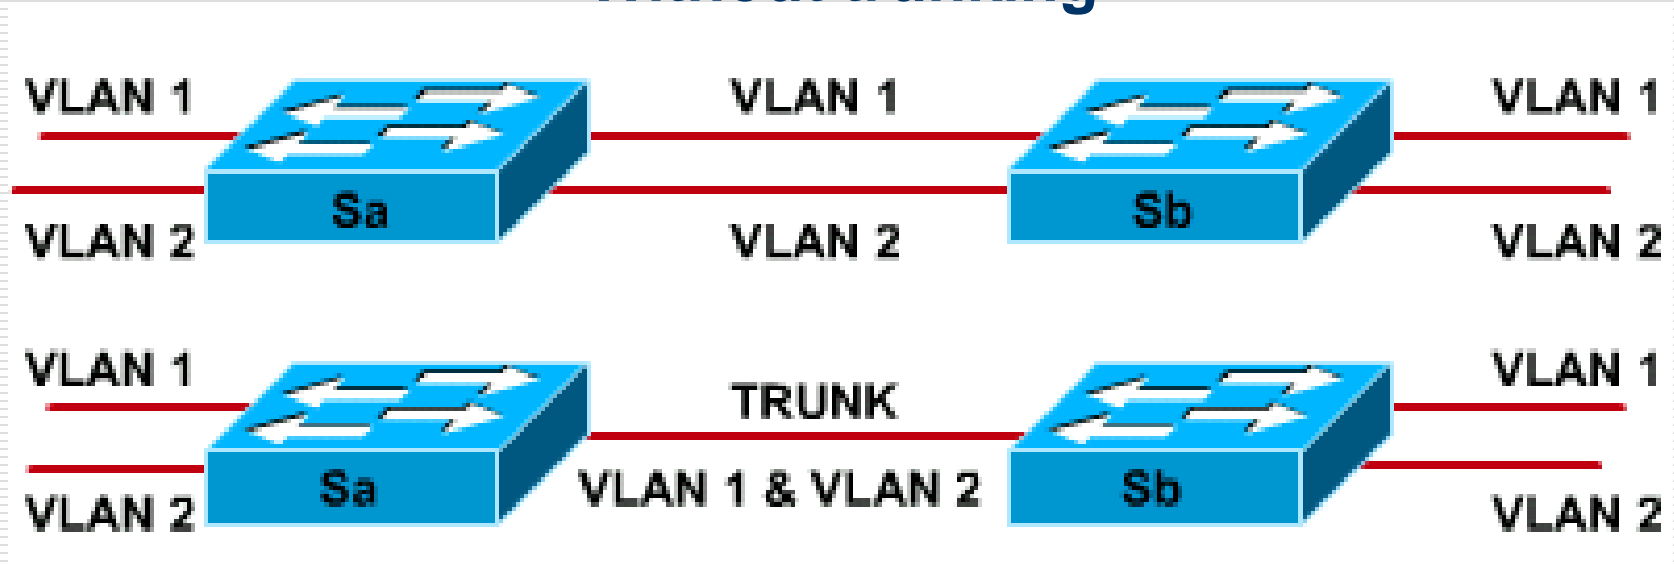 VLAN 1 VLAN 1 VLAN 1
Sa Sb
VLAN 2 VLAN 2 VLAN 2
VLAN 1 TRUNK VLAN 1
Sa VLAN 1 & VLAN 2 Sb
VLAN 2 VLAN 2